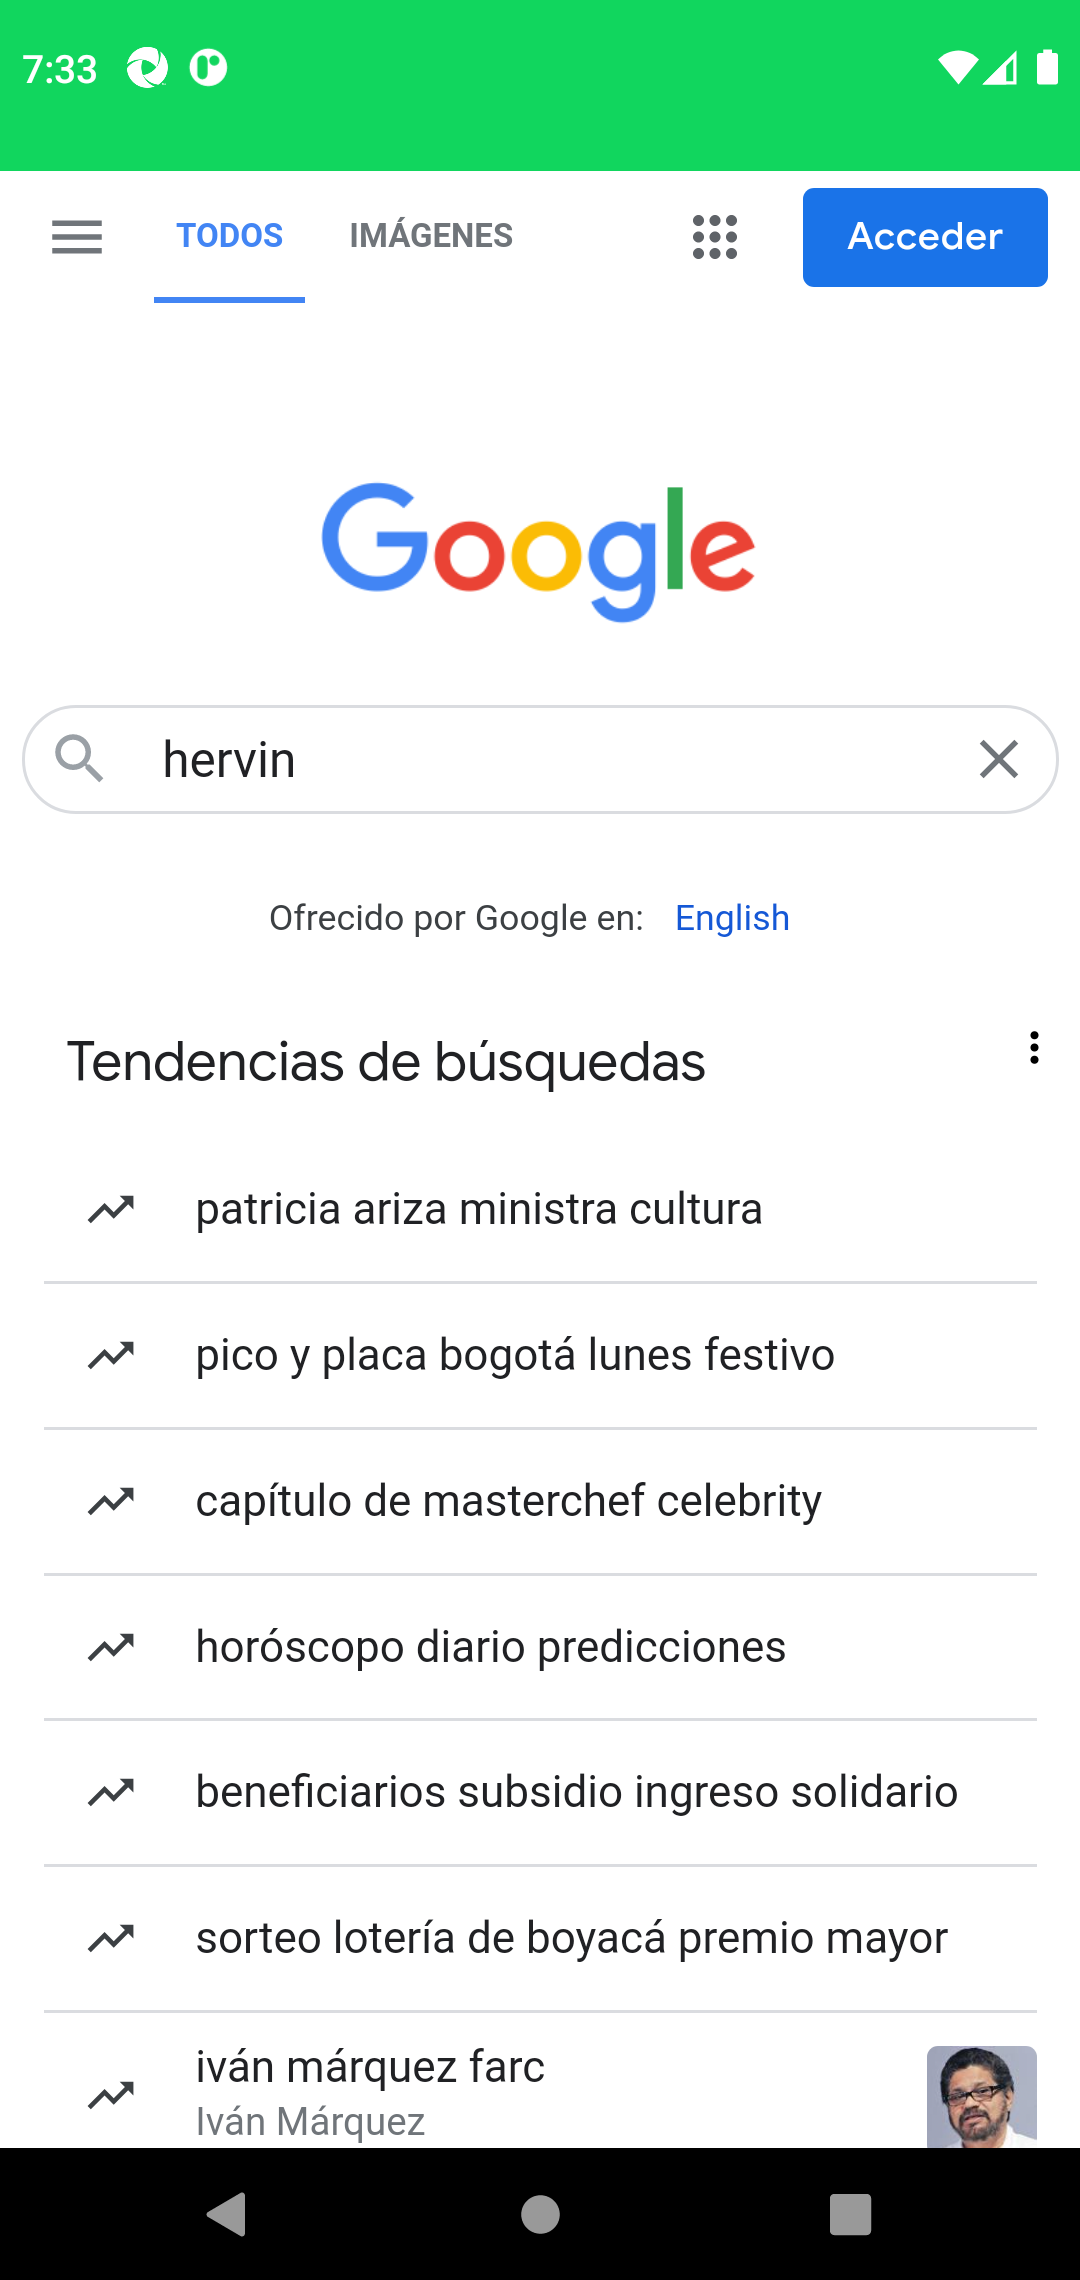 7:33
TODOS
IMÁGENES
Acceder
Google
hervin
Ofrecido por Google en: English
Tendencias de búsquedas
patricia ariza ministra cultura
pico y placa bogotá lunes festivo
capítulo de masterchef celebrity
horóscopo diario predicciones
beneficiarios subsidio ingreso solidario
sorteo lotería de boyacá premio mayor
iván márquez farc
Iván Márquez